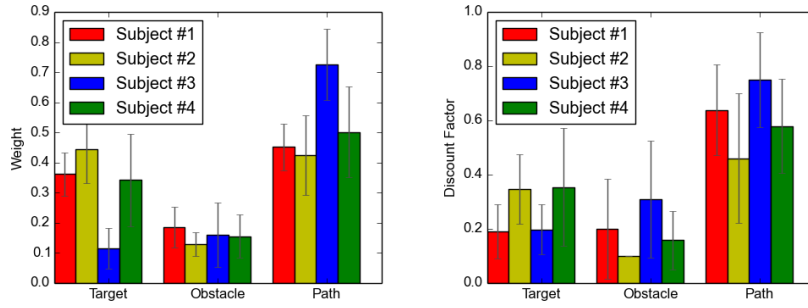 0.9
0.8
0.7
0.6
0.5
0.4
0.3
0.2
0.1
0.0
Weight
Subject #1
Subject #2
Subject #3
Subject #4
Target Obstacle Path
1.0
0.8
0.6
0.4
0.2
0.0
Discount Factor
Subject #1
Subject #2
Subject #3
Subject #4
Target Obstacle Path